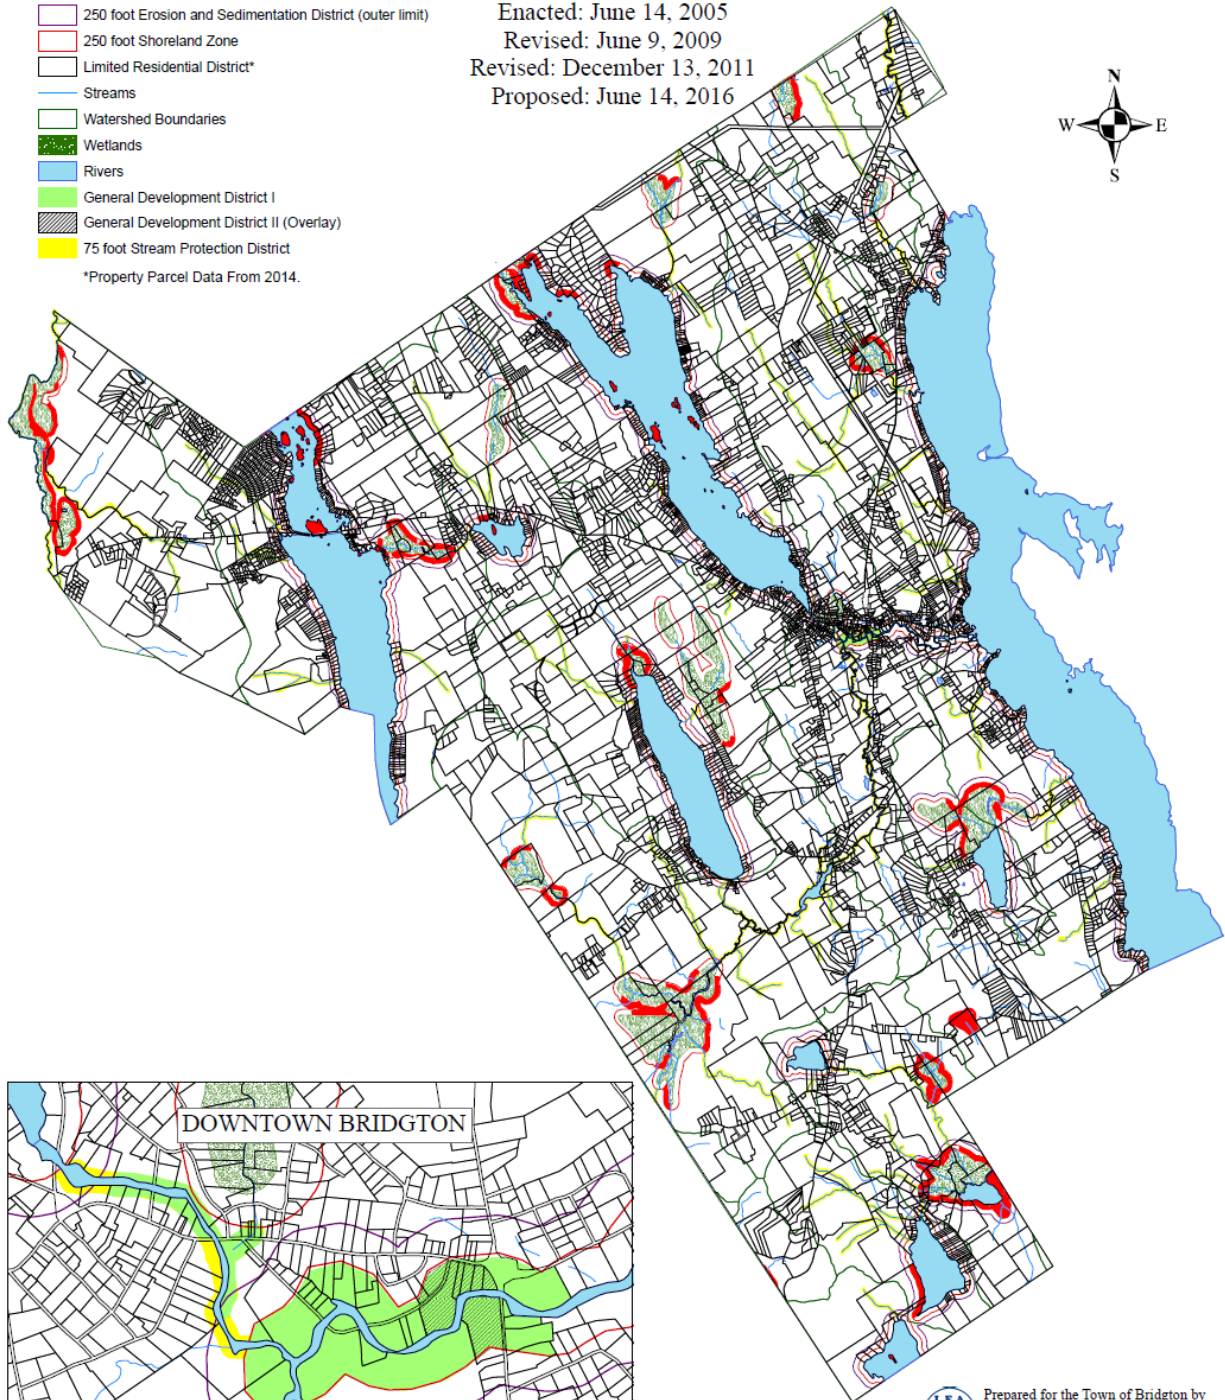 250 foot Erosion and Sedimentation District (outer limit)
250 foot Shoreland Zone
Limited Residential District*
Streams
Watershed Boundaries
Wetlands
Rivers
General Development District I
General Development District II (Overlay)
75 foot Stream Protection District
*Property Parcel Data From 2014.
Enacted: June 14, 2005
Revised: June 9, 2009
Revised: December 13, 2011
Proposed: June 14, 2016
N
W E
S
DOWNTOWN BRIDGTON
LEA
Prepared for the Town of Bridgton by